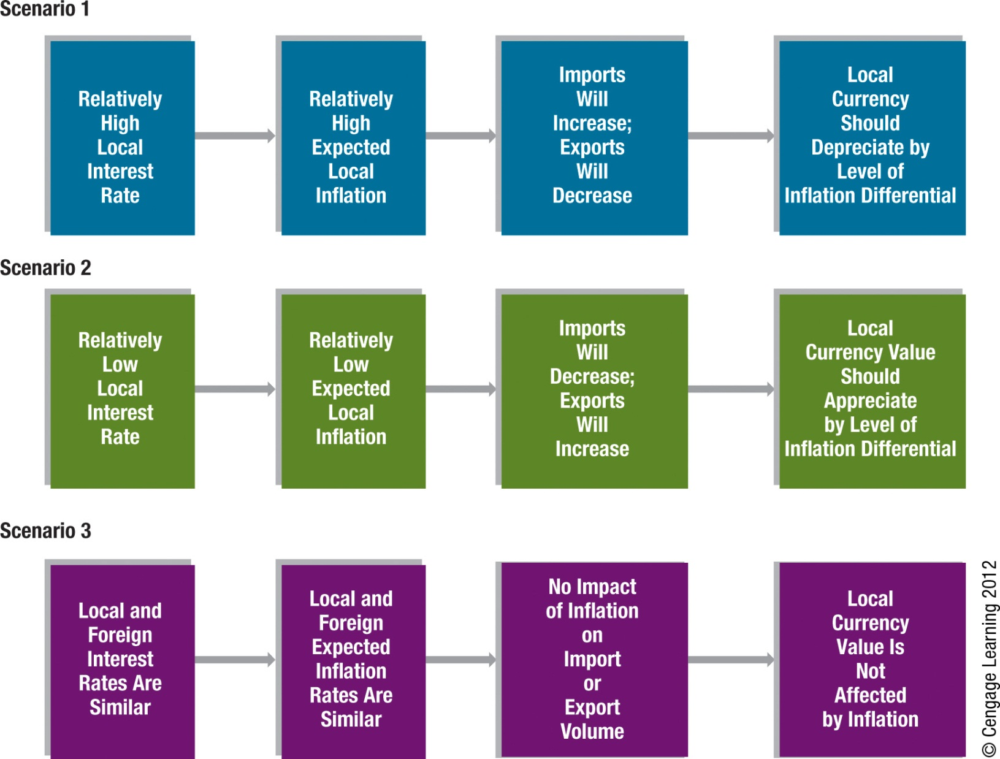 Scenario 1
Relatively
High
Local
Interest
Rate
Relatively
High
Expected
Local
Inflation
Imports
Will
Increase;
Exports
Will
Decrease
Local
Currency
Should
Depreciate by
Level of
Inflation Differential
Scenario 2
Relatively
Low
Local
Interest
Rate
Relatively
Low
Expected
Local
Inflation
Imports
Will
Decrease;
Exports
Will
Increase
Local
Currency Value
Should
Appreciate
by Level of
Inflation Differential
Scenario 3
Local and
Foreign
Interest
Rates Are
Similar
Local and
Foreign
Expected
Inflation
Rates Are
Similar
No Impact
of Inflation
on
Import
or
Export
Volume
Local
Currency
Value Is
Not
Affected
by Inflation
© Cengage Learning 2012